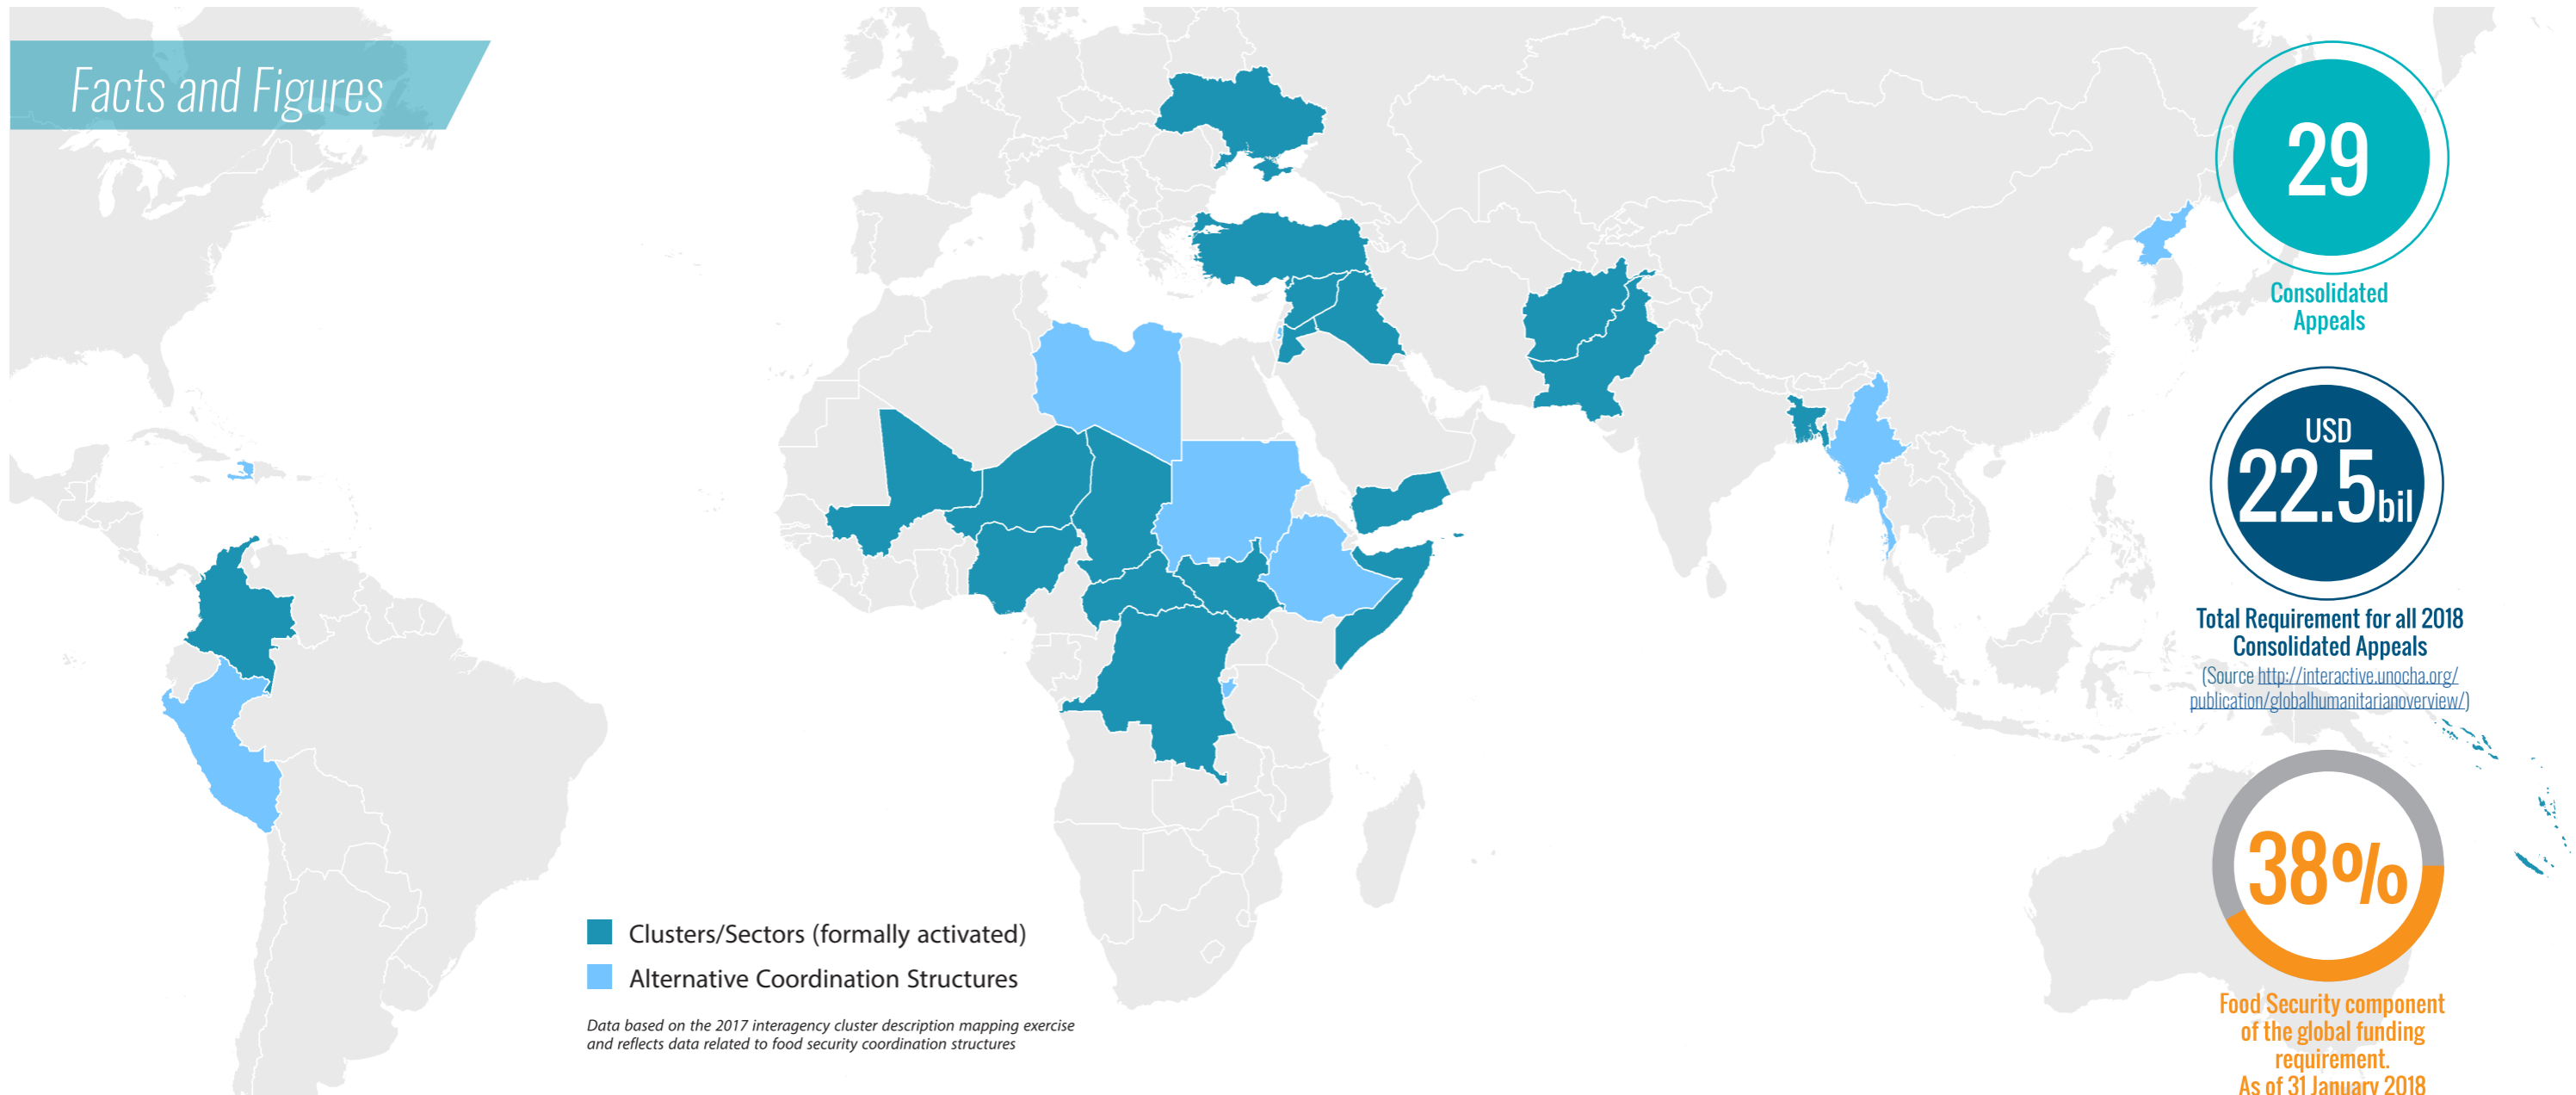 Facts and Figures
29
Consolidated
Appeals
USD
22.5bil
Total Requirement for all 2018
Consolidated Appeals
(Source http://interactive.unocha.org/
publication/globalhumanitarianoverview/)
38%
Food Security component
of the global funding
requirement.
As of 31 January 2018
Clusters/Sectors (formally activated)
Alternative Coordination Structures
Data based on the 2017 interagency cluster description mapping exercise
and reflects data related to food security coordination structures